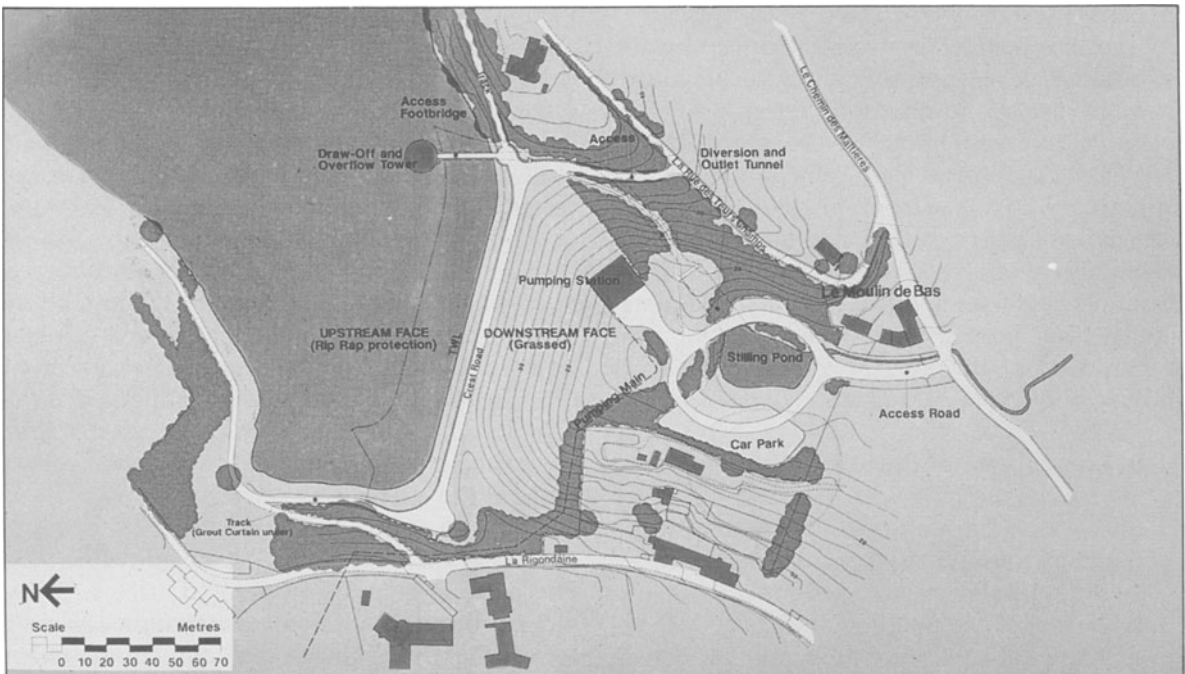 Access
Footbridge
Track
Draw-Off and
Overflow Tower
Access
Diversion and
Outlet Tunnel
Le Chemin des Maltières
Pumping Station
Le Moulin de Bas
UPSTREAM FACE
(Rip Rap protection)
TWL
Crest Road
DOWNSTREAM FACE
(Grassed)
Stilling Pond
Pumping Main
Access Road
Car Park
Track
(Grout Curtain under)
La Rigondaine
N
Scale
Metres
0 10 20 30 40 50 60 70